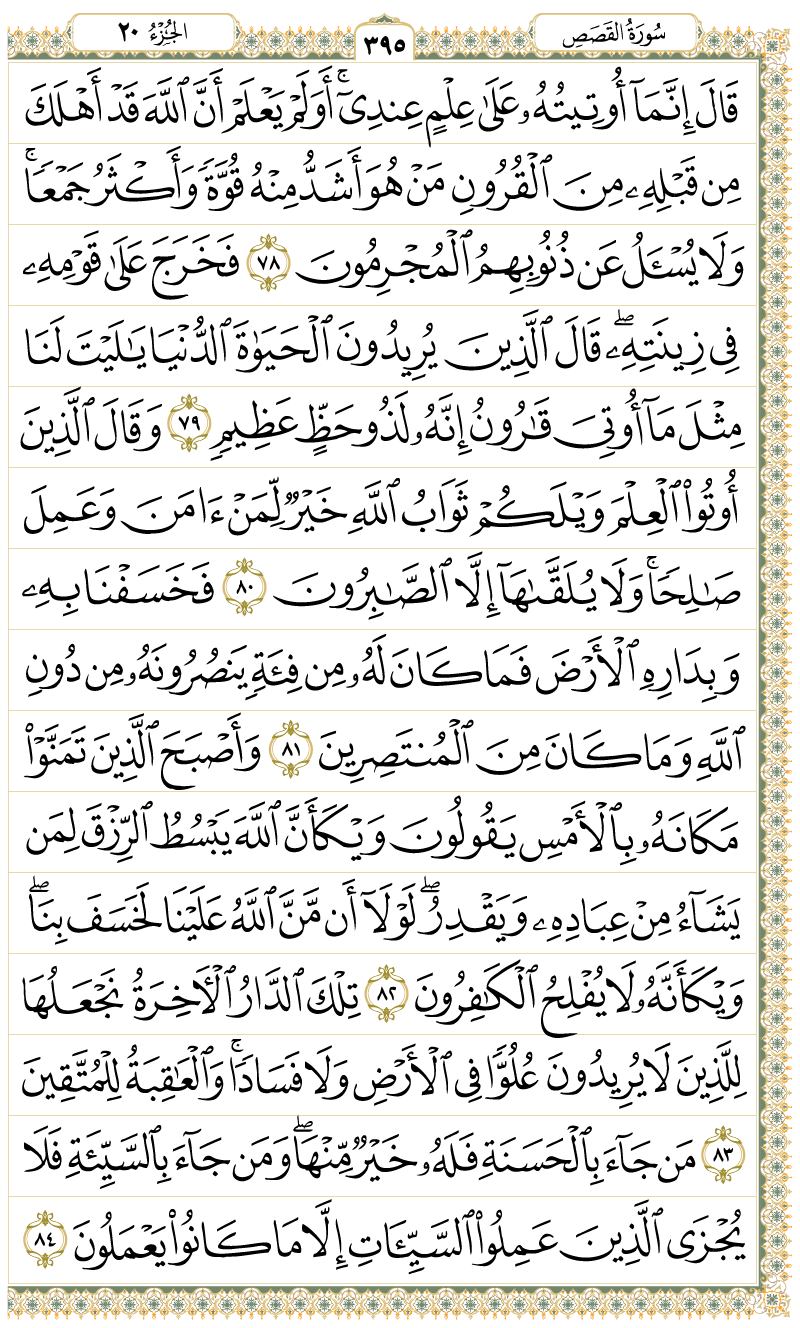 سُورَةُ القَصَصِ
٣٩٥
الجُزْءُ ٢٠
قَالَ إِنَّمَآ أُوتِيتُهُۥ عَلَىٰ عِلْمٍ عِندِيٓۚ أَوَلَمْ يَعْلَمْ أَنَّ ٱللَّهَ قَدْ أَهْلَكَ
مِن قَبْلِهِۦ مِنَ ٱلْقُرُونِ مَنْ هُوَ أَشَدُّ مِنْهُ قُوَّةً وَأَكْثَرُ جَمْعًاۚ
وَلَا يُسْـَٔلُ عَن ذُنُوبِهِمُ ٱلْمُجْرِمُونَ ٧٨ فَخَرَجَ عَلَىٰ قَوْمِهِۦ
فِي زِينَتِهِۦۖ قَالَ ٱلَّذِينَ يُرِيدُونَ ٱلْحَيَوٰةَ ٱلدُّنْيَا يَٰلَيْتَ لَنَا
مِثْلَ مَآ أُوتِيَ قَٰرُونُ إِنَّهُۥ لَذُو حَظٍّ عَظِيمٍ ٧٩ وَقَالَ ٱلَّذِينَ
أُوتُوا۟ ٱلْعِلْمَ وَيْلَكُمْ ثَوَابُ ٱللَّهِ خَيْرٌ لِّمَنْ ءَامَنَ وَعَمِلَ
صَٰلِحًاۚ وَلَا يُلَقَّىٰهَآ إِلَّا ٱلصَّٰبِرُونَ ٨٠ فَخَسَفْنَا بِهِۦ
وَبِدَارِهِ ٱلْأَرْضَ فَمَا كَانَ لَهُۥ مِن فِئَةٍ يَنصُرُونَهُۥ مِن دُونِ
ٱللَّهِ وَمَا كَانَ مِنَ ٱلْمُنتَصِرِينَ ٨١ وَأَصْبَحَ ٱلَّذِينَ تَمَنَّوْا۟
مَكَانَهُۥ بِٱلْأَمْسِ يَقُولُونَ وَيْكَأَنَّ ٱللَّهَ يَبْسُطُ ٱلرِّزْقَ لِمَن
يَشَآءُ مِنْ عِبَادِهِۦ وَيَقْدِرُۖ لَوْلَآ أَن مَّنَّ ٱللَّهُ عَلَيْنَا لَخَسَفَ بِنَاۖ
وَيْكَأَنَّهُۥ لَا يُفْلِحُ ٱلْكَٰفِرُونَ ٨٢ تِلْكَ ٱلدَّارُ ٱلْأٓخِرَةُ نَجْعَلُهَا
لِلَّذِينَ لَا يُرِيدُونَ عُلُوًّا فِي ٱلْأَرْضِ وَلَا فَسَادًاۚ وَٱلْعَٰقِبَةُ لِلْمُتَّقِينَ
٨٣ مَن جَآءَ بِٱلْحَسَنَةِ فَلَهُۥ خَيْرٌ مِّنْهَاۖ وَمَن جَآءَ بِٱلسَّيِّئَةِ فَلَا
يُجْزَى ٱلَّذِينَ عَمِلُوا۟ ٱلسَّيِّـَٔاتِ إِلَّا مَا كَانُوا۟ يَعْمَلُونَ ٨٤